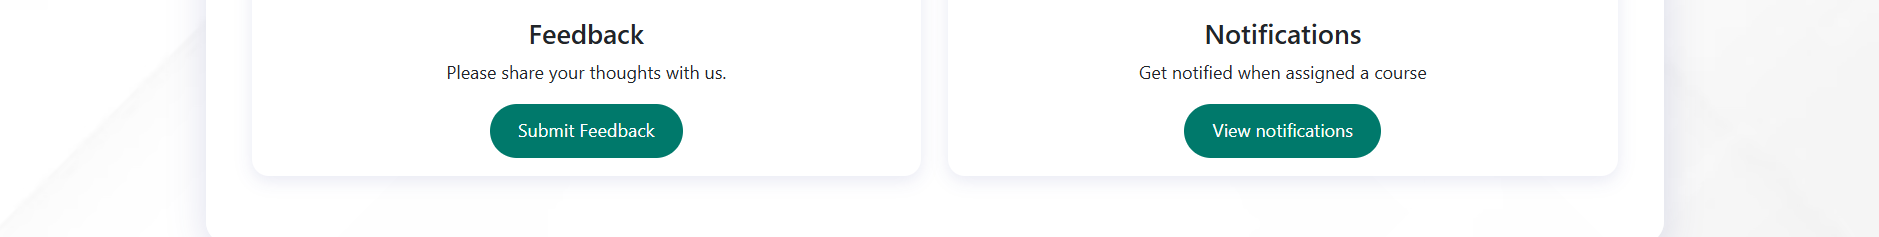 Feedback
Please share your thoughts with us.
Submit Feedback
Notifications
Get notified when assigned a course
View notifications